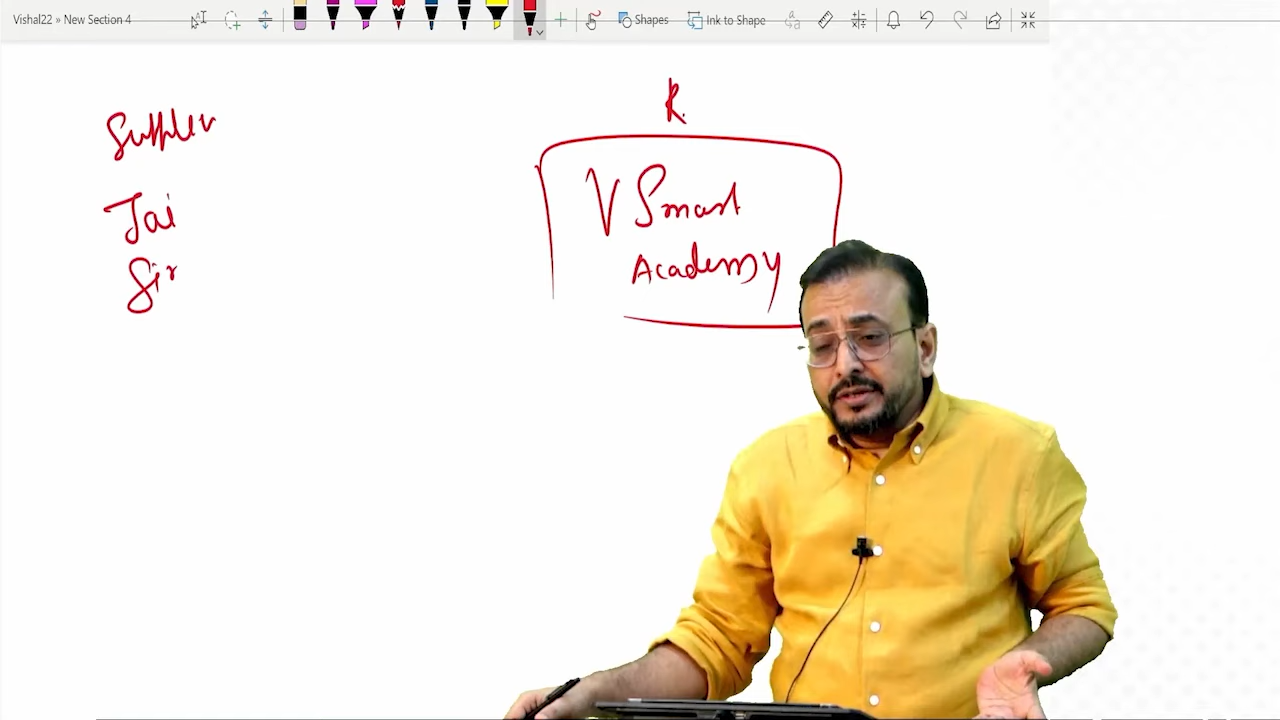 Vishal22 » New Section 4
Shapes
Ink to Shape
Supplier
R.
Jai
Sir
V Smart
Academy